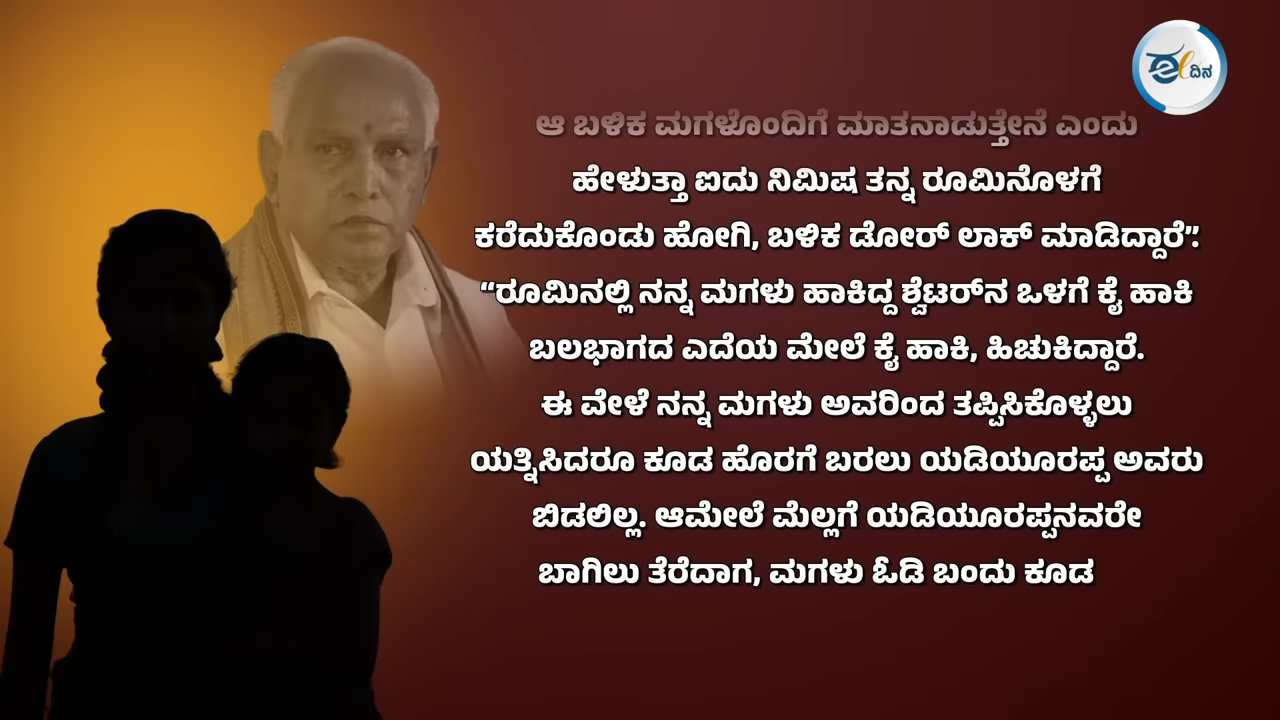 ಈ ದಿನ
ಆ ಬಳಿಕ ಮಗಳೊಂದಿಗೆ ಮಾತನಾಡುತ್ತೇನೆ ಎಂದು
ಹೇಳುತ್ತಾ ಐದು ನಿಮಿಷ ತನ್ನ ರೂಮಿನೊಳಗೆ
ಕರೆದುಕೊಂಡು ಹೋಗಿ, ಬಳಿಕ ಡೋರ್ ಲಾಕ್ ಮಾಡಿದ್ದಾರೆ”.
“ರೂಮಿನಲ್ಲಿ ನನ್ನ ಮಗಳು ಹಾಕಿದ್ದ ಶ್ವೆಟರ್‌ನ ಒಳಗೆ ಕೈ ಹಾಕಿ
ಬಲಭಾಗದ ಎದೆಯ ಮೇಲೆ ಕೈ ಹಾಕಿ, ಹಿಚುಕಿದ್ದಾರೆ.
ಈ ವೇಳೆ ನನ್ನ ಮಗಳು ಅವರಿಂದ ತಪ್ಪಿಸಿಕೊಳ್ಳಲು
ಯತ್ನಿಸಿದರೂ ಕೂಡ ಹೊರಗೆ ಬರಲು ಯಡಿಯೂರಪ್ಪ ಅವರು
ಬಿಡಲಿಲ್ಲ. ಆಮೇಲೆ ಮೆಲ್ಲಗೆ ಯಡಿಯೂರಪ್ಪನವರೇ
ಬಾಗಿಲು ತೆರೆದಾಗ, ಮಗಳು ಓಡಿ ಬಂದು ಕೂಡ